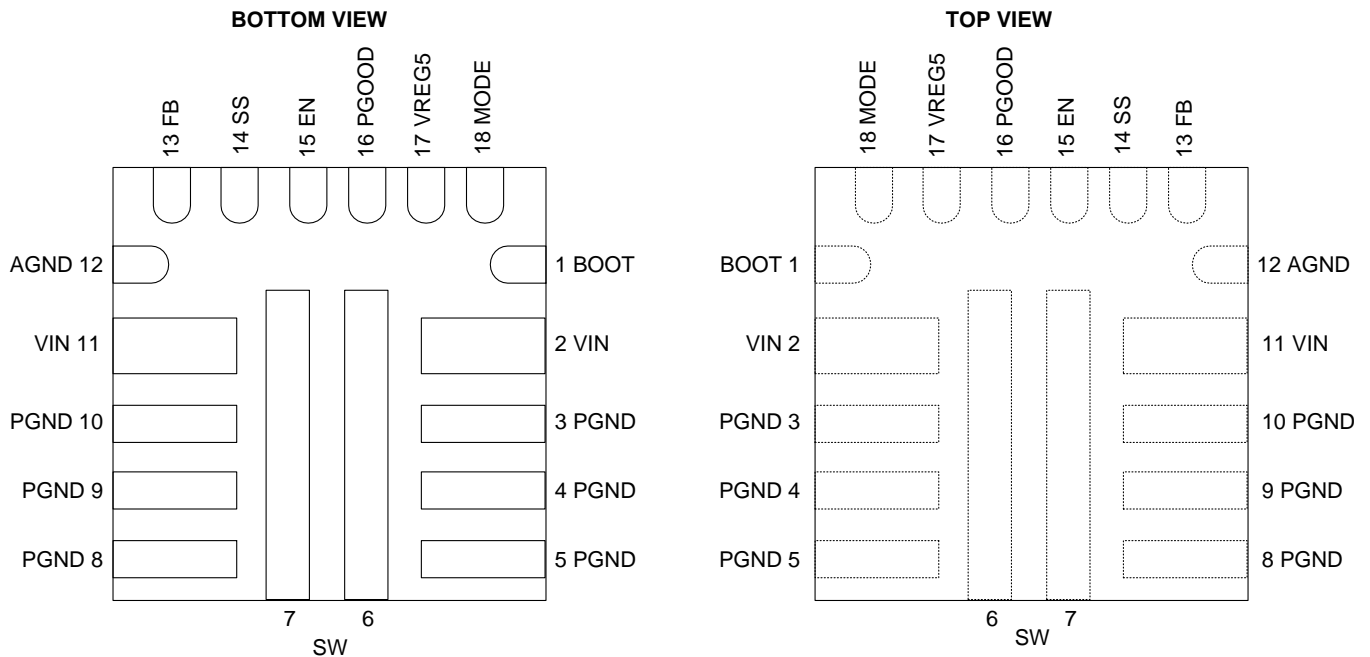 BOTTOM VIEW
13 FB
14 SS
15 EN
16 PGOOD
17 VREG5
18 MODE
AGND 12
1 BOOT
VIN 11
2 VIN
PGND 10
3 PGND
PGND 9
4 PGND
PGND 8
5 PGND
7
6
SW
TOP VIEW
18 MODE
17 VREG5
16 PGOOD
15 EN
14 SS
13 FB
BOOT 1
12 AGND
VIN 2
11 VIN
PGND 3
10 PGND
PGND 4
9 PGND
PGND 5
8 PGND
6
7
SW